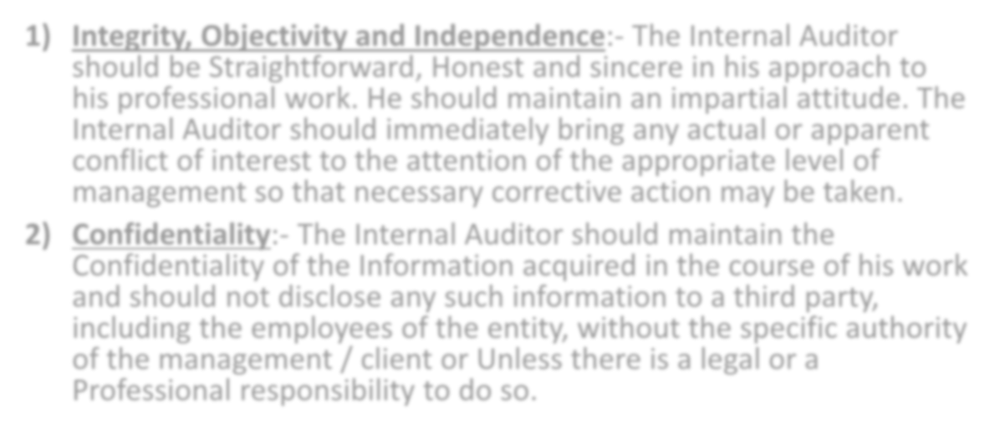 1) Integrity, Objectivity and Independence:- The Internal Auditor
should be Straightforward, Honest and sincere in his approach to
his professional work. He should maintain an impartial attitude. The
Internal Auditor should immediately bring any actual or apparent
conflict of interest to the attention of the appropriate level of
management so that necessary corrective action may be taken.
2) Confidentiality:- The Internal Auditor should maintain the
Confidentiality of the Information acquired in the course of his work
and should not disclose any such information to a third party,
including the employees of the entity, without the specific authority
of the management / client or Unless there is a legal or a
Professional responsibility to do so.